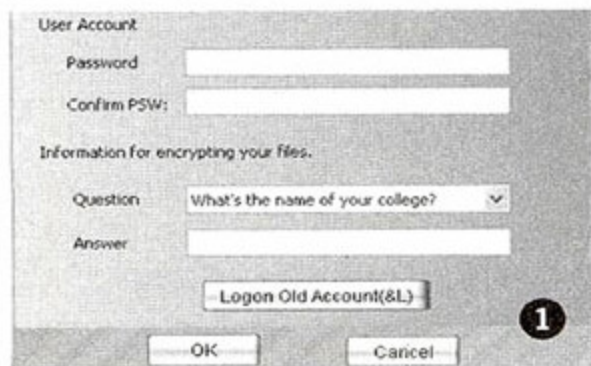 User Account
Password
Confirm PSW:
Information for encrypting your files.
Question What's the name of your college?
Answer
Logon Old Account(&L)
1
OK Cancel